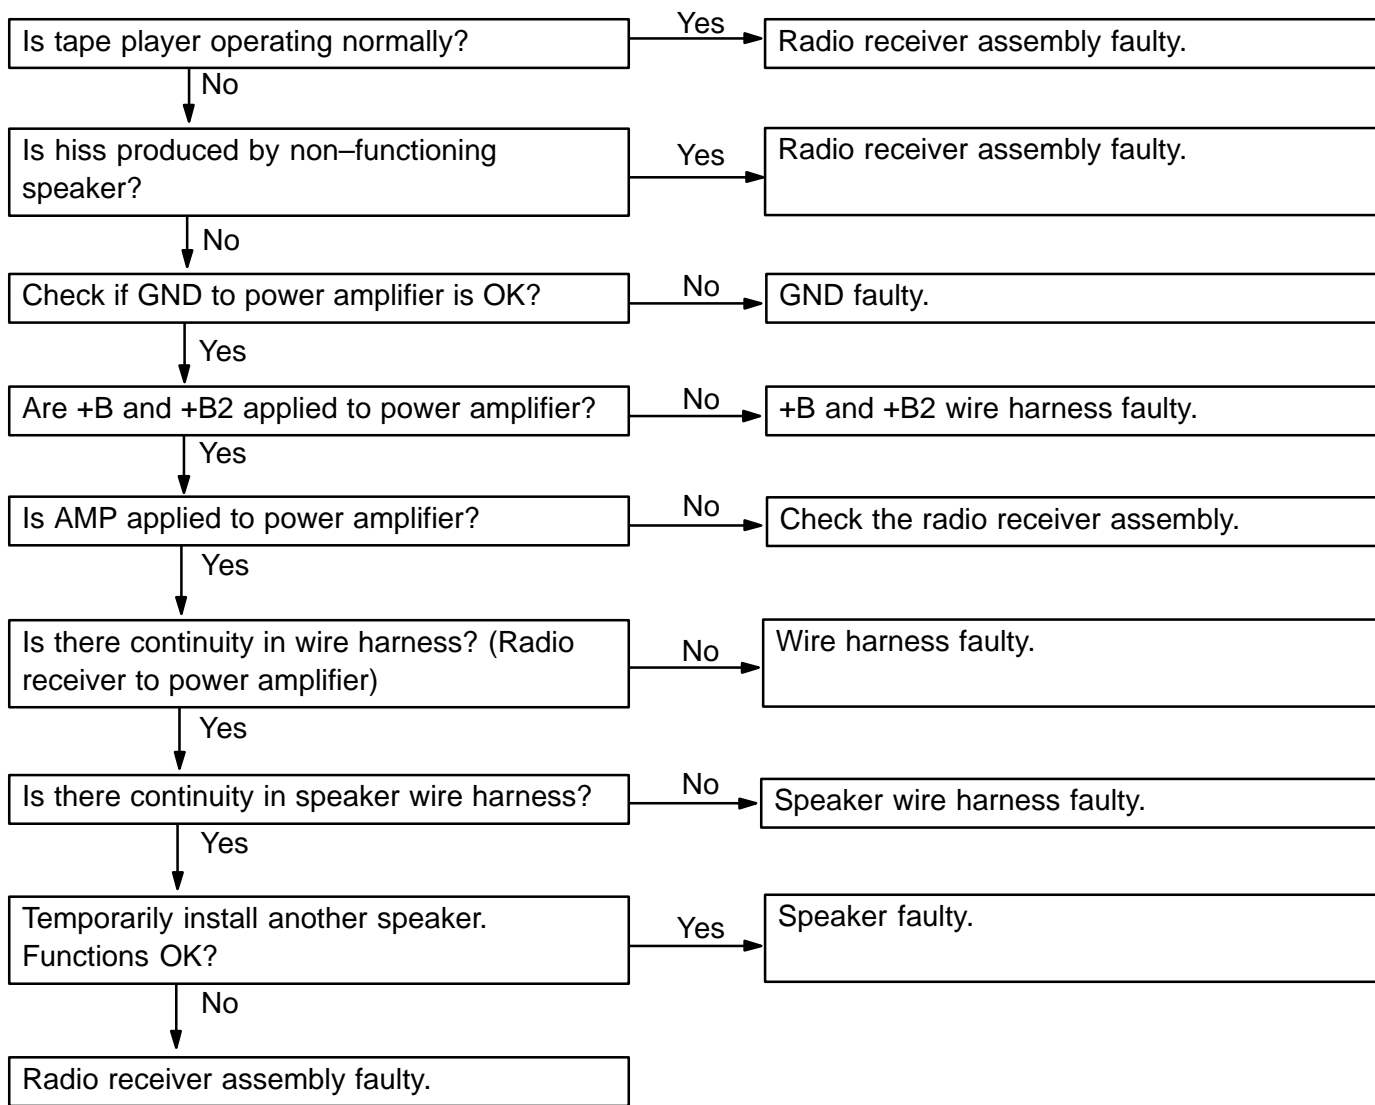 Is tape player operating normally?
Yes
Radio receiver assembly faulty.
No
Is hiss produced by non–functioning
speaker?
Yes
Radio receiver assembly faulty.
No
Check if GND to power amplifier is OK?
No
GND faulty.
Yes
Are +B and +B2 applied to power amplifier?
No
+B and +B2 wire harness faulty.
Yes
Is AMP applied to power amplifier?
No
Check the radio receiver assembly.
Yes
Is there continuity in wire harness? (Radio
receiver to power amplifier)
No
Wire harness faulty.
Yes
Is there continuity in speaker wire harness?
No
Speaker wire harness faulty.
Yes
Temporarily install another speaker.
Functions OK?
Yes
Speaker faulty.
No
Radio receiver assembly faulty.